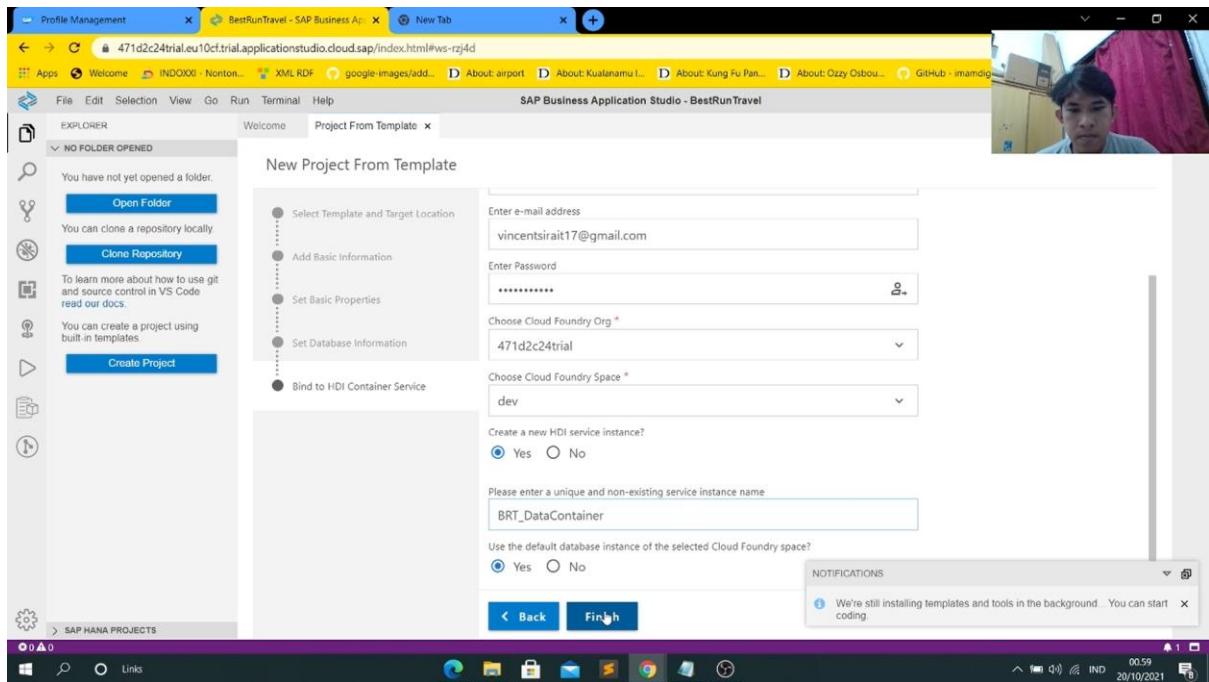 Profile Management
BestRunTravel - SAP Business Ap
New Tab
471d2c24trial.eu10cf.trial.applicationstudio.cloud.sap/index.html#ws-rzj4d
Apps
Welcome
INDOXXI - Nonton...
XML RDF
google-images/add...
About: airport
About: Kualanamu I...
About: Kung Fu Pan...
About: Ozzy Osbou...
GitHub - imamdig
File Edit Selection View Go Run Terminal Help
SAP Business Application Studio - BestRunTravel
EXPLORER
Welcome
Project From Template
NO FOLDER OPENED
You have not yet opened a folder.
Open Folder
You can clone a repository locally.
Clone Repository
To learn more about how to use git
and source control in VS Code
read our docs.
You can create a project using
built-in templates.
Create Project
SAP HANA PROJECTS
New Project From Template
Select Template and Target Location
Add Basic Information
Set Basic Properties
Set Database Information
Bind to HDI Container Service
Enter e-mail address
vincentsirait17@gmail.com
Enter Password
•••••••••••
Choose Cloud Foundry Org *
471d2c24trial
Choose Cloud Foundry Space *
dev
Create a new HDI service instance?
Yes No
Please enter a unique and non-existing service instance name
BRT_DataContainer
Use the default database instance of the selected Cloud Foundry space?
Yes No
Back
Finish
NOTIFICATIONS
We're still installing templates and tools in the background... You can start
coding.
0 0
1
Links
IND
00.59
20/10/2021